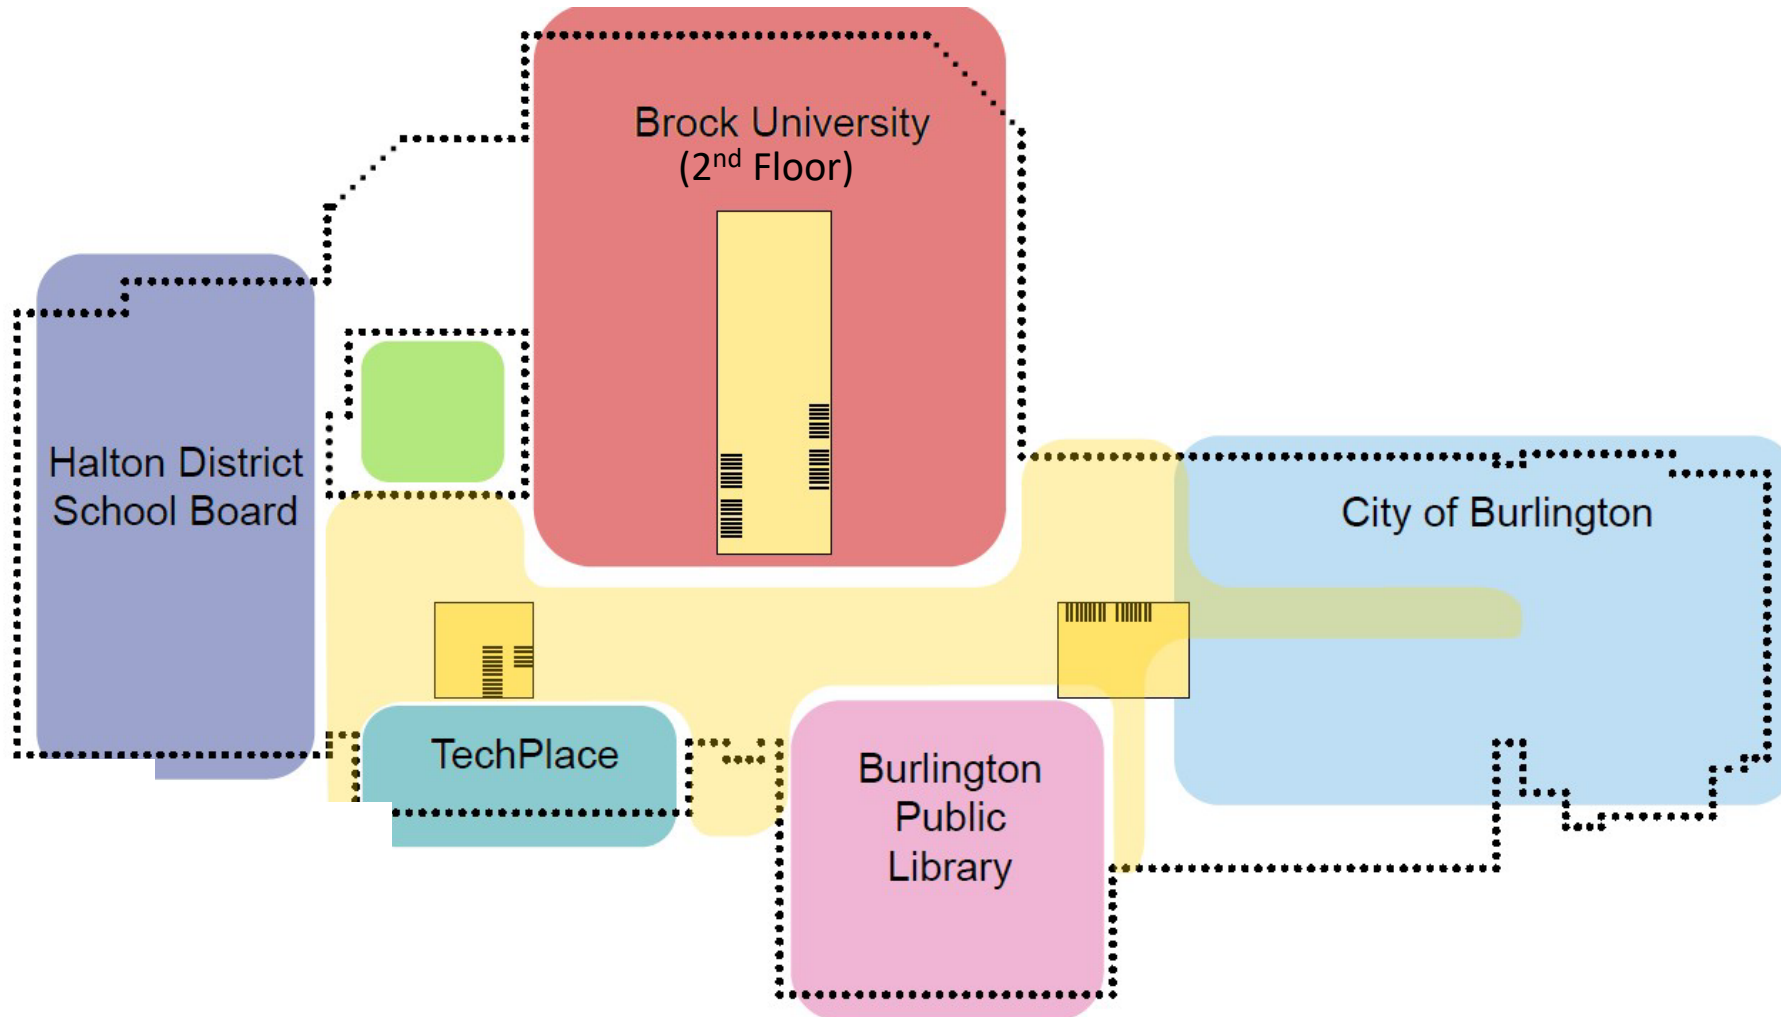 Brock University
(2nd Floor)
Halton District
School Board
City of Burlington
TechPlace
Burlington
Public
Library